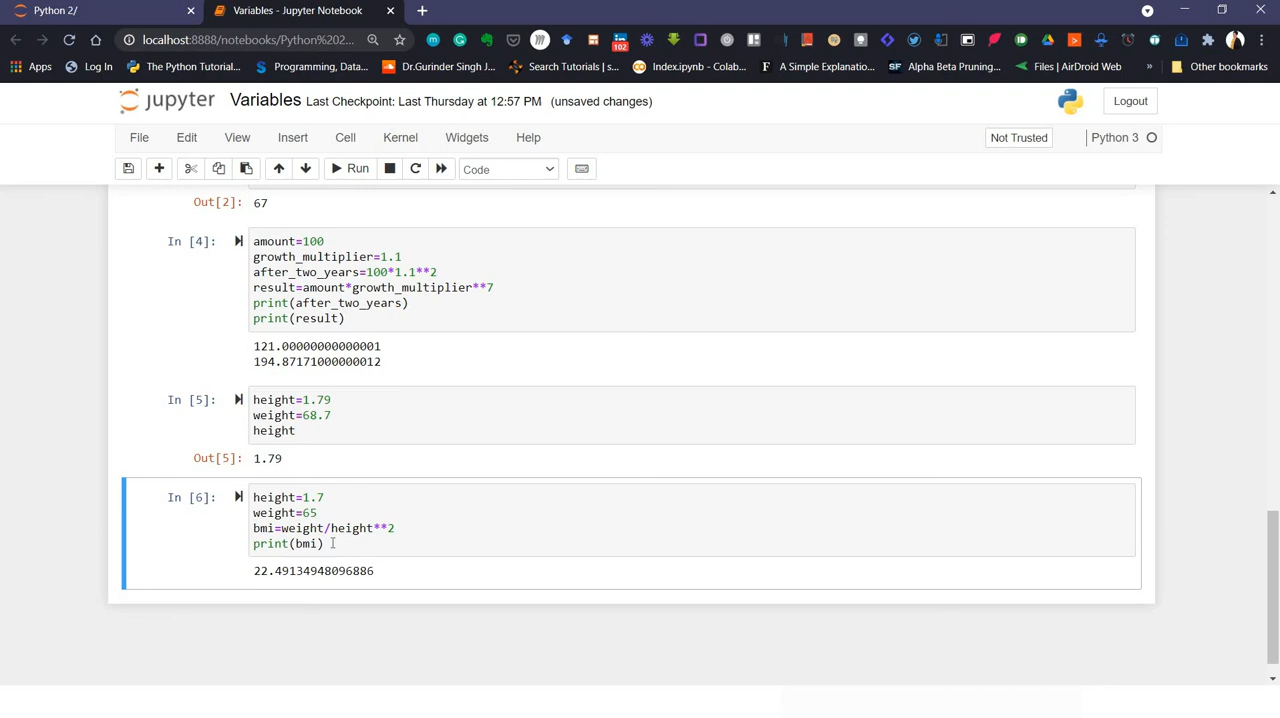 Python 2/
Variables - Jupyter Notebook
localhost:8888/notebooks/Python%202...
102
Apps
Log In
The Python Tutorial...
Programming, Data...
Dr.Gurinder Singh J...
Search Tutorials | s...
Index.ipynb - Colab...
A Simple Explanatio...
Alpha Beta Pruning...
Files | AirDroid Web
Other bookmarks
jupyter
Variables
Last Checkpoint: Last Thursday at 12:57 PM
(unsaved changes)
Logout
File
Edit
View
Insert
Cell
Kernel
Widgets
Help
Not Trusted
Python 3
Run
Code
Out[2]: 67
In [4]:
amount=100
growth_multiplier=1.1
after_two_years=100*1.1**2
result=amount*growth_multiplier**7
print(after_two_years)
print(result)
121.00000000000001
194.87171000000012
In [5]:
height=1.79
weight=68.7
height
Out[5]: 1.79
In [6]:
height=1.7
weight=65
bmi=weight/height**2
print(bmi)
22.49134948096886